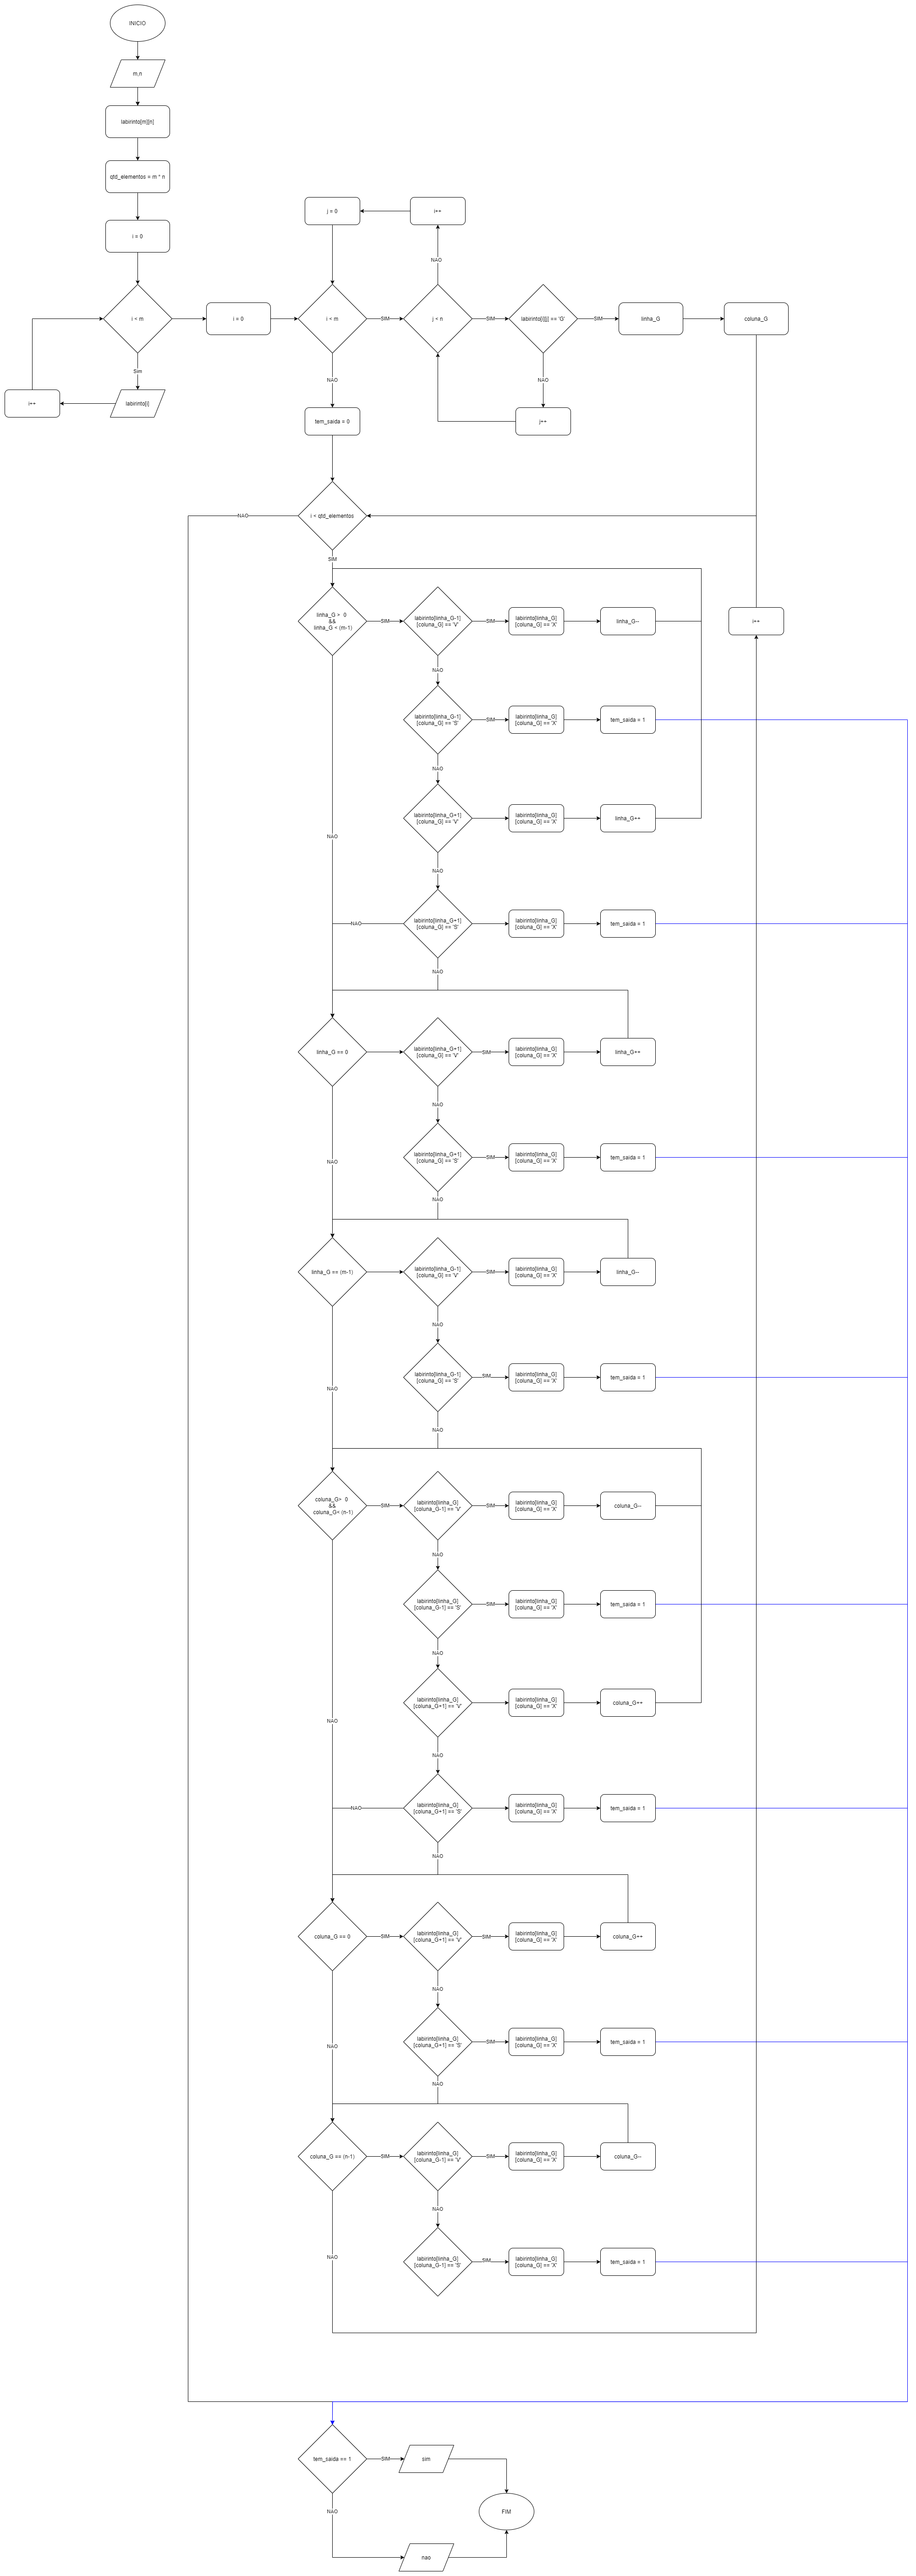 INICIO
m,n
labirinto[m][n]
qtd_elementos = m * n
i = 0
i < m
Sim
labirinto[i]
i++
i = 0
j = 0
i++
NAO
i < m
SIM
j < n
SIM
labirinto[i][j] == 'G'
SIM
linha_G
coluna_G
NAO
NAO
tem_saida = 0
j++
NAO
i < qtd_elementos
SIM
linha_G > 0
&&
linha_G < (m-1)
SIM
labirinto[linha_G-1]
[coluna_G] == 'V'
SIM
labirinto[linha_G]
[coluna_G] == 'X'
linha_G--
i++
NAO
labirinto[linha_G-1]
[coluna_G] == 'S'
SIM
labirinto[linha_G]
[coluna_G] == 'X'
tem_saida = 1
NAO
NAO
labirinto[linha_G+1]
[coluna_G] == 'V'
labirinto[linha_G]
[coluna_G] == 'X'
linha_G++
NAO
NAO
labirinto[linha_G+1]
[coluna_G] == 'S'
labirinto[linha_G]
[coluna_G] == 'X'
tem_saida = 1
NAO
linha_G == 0
labirinto[linha_G+1]
[coluna_G] == 'V'
SIM
labirinto[linha_G]
[coluna_G] == 'X'
linha_G++
NAO
NAO
labirinto[linha_G+1]
[coluna_G] == 'S'
SIM
labirinto[linha_G]
[coluna_G] == 'X'
tem_saida = 1
NAO
linha_G == (m-1)
labirinto[linha_G-1]
[coluna_G] == 'V'
SIM
labirinto[linha_G]
[coluna_G] == 'X'
linha_G--
NAO
NAO
labirinto[linha_G-1]
[coluna_G] == 'S'
SIM
labirinto[linha_G]
[coluna_G] == 'X'
tem_saida = 1
NAO
coluna_G> 0
&&
coluna_G< (n-1)
SIM
labirinto[linha_G]
[coluna_G-1] == 'V'
SIM
labirinto[linha_G]
[coluna_G] == 'X'
coluna_G--
NAO
labirinto[linha_G]
[coluna_G-1] == 'S'
SIM
labirinto[linha_G]
[coluna_G] == 'X'
tem_saida = 1
NAO
NAO
labirinto[linha_G]
[coluna_G+1] == 'V'
labirinto[linha_G]
[coluna_G] == 'X'
coluna_G++
NAO
NAO
labirinto[linha_G]
[coluna_G+1] == 'S'
labirinto[linha_G]
[coluna_G] == 'X'
tem_saida = 1
NAO
coluna_G == 0
SIM
labirinto[linha_G]
[coluna_G+1] == 'V'
SIM
labirinto[linha_G]
[coluna_G] == 'X'
coluna_G++
NAO
NAO
labirinto[linha_G]
[coluna_G+1] == 'S'
SIM
labirinto[linha_G]
[coluna_G] == 'X'
tem_saida = 1
NAO
coluna_G == (n-1)
SIM
labirinto[linha_G]
[coluna_G-1] == 'V'
SIM
labirinto[linha_G]
[coluna_G] == 'X'
coluna_G--
NAO
NAO
labirinto[linha_G]
[coluna_G-1] == 'S'
SIM
labirinto[linha_G]
[coluna_G] == 'X'
tem_saida = 1
tem_saida == 1
SIM
sim
NAO
FIM
nao